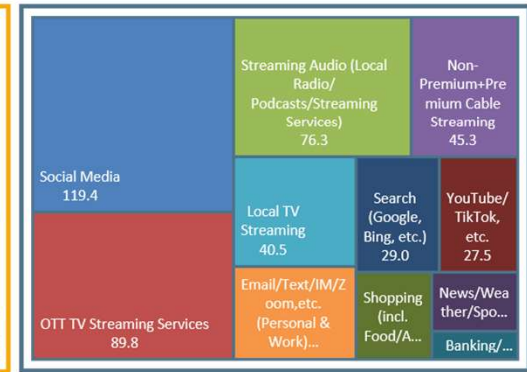 Social Media
119.4
OTT TV Streaming Services
89.8
Streaming Audio (Local
Radio/
Podcasts/Streaming
Services)
76.3
Non-
Premium+Pre
mium Cable
Streaming
45.3
Local TV
Streaming
40.5
Search
(Google,
Bing, etc.)
29.0
YouTube/
TikTok,
etc.
27.5
Email/Text/IM/Z
oom,etc.
(Personal &
Work)...
Shopping
(incl.
Food/A...
News/Wea
ther/Spo...
Banking/...